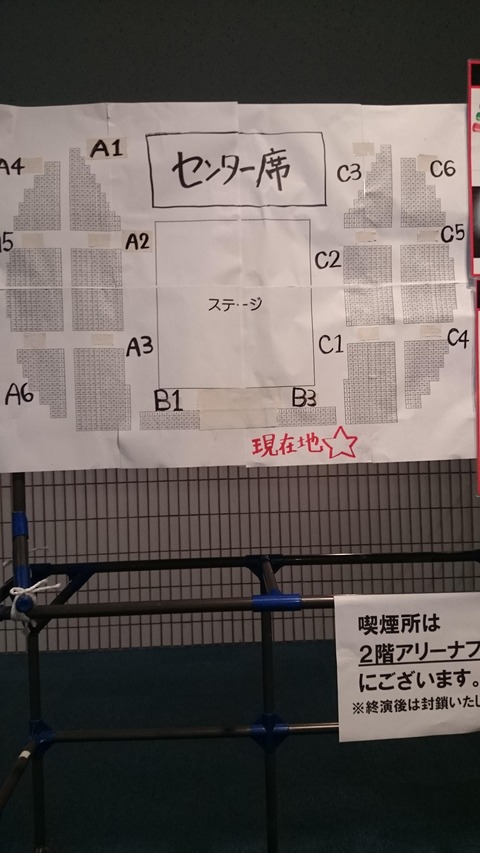 センター席
A4
A1
C3
C6
A5
A2
C2
C5
ステージ
A3
C1
C4
A6
B1
B3
現在地☆
喫煙所は
2階アリーナフ
にございます。
※終演後は封鎖いたし